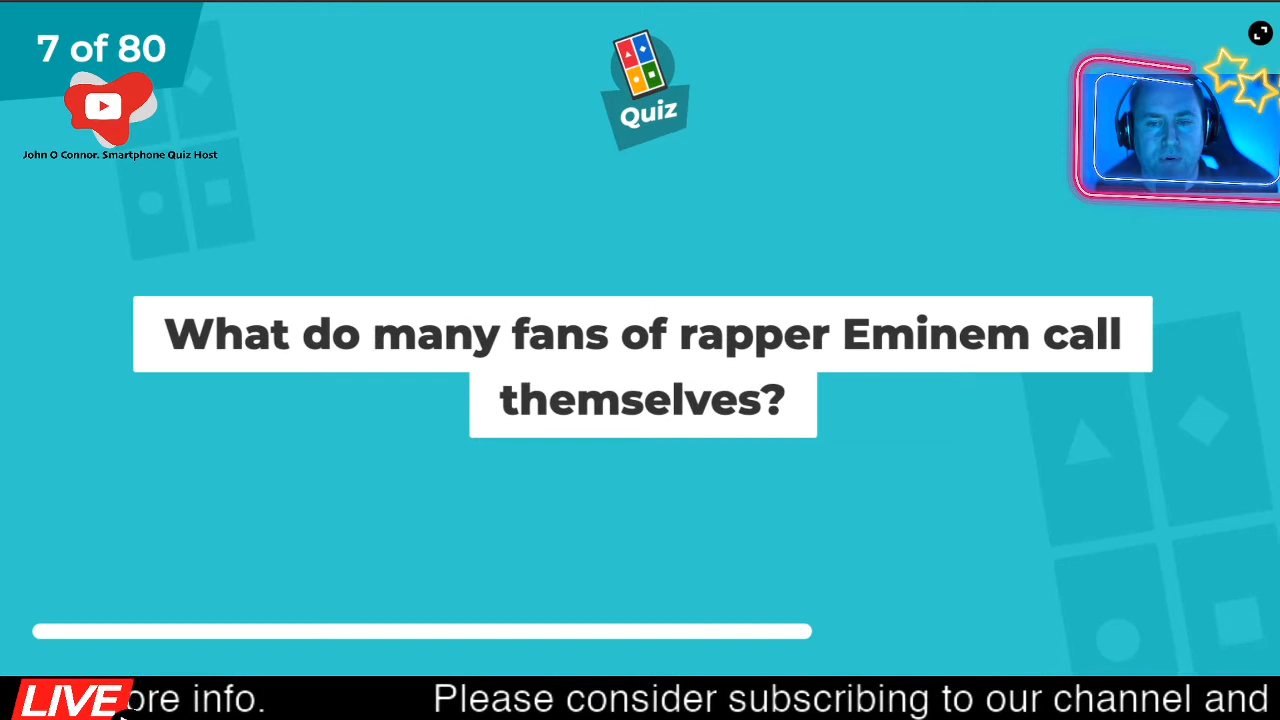 7 of 80
Quiz
John O Connor. Smartphone Quiz Host
What do many fans of rapper Eminem call
themselves?
LIVE ore info. Please consider subscribing to our channel and